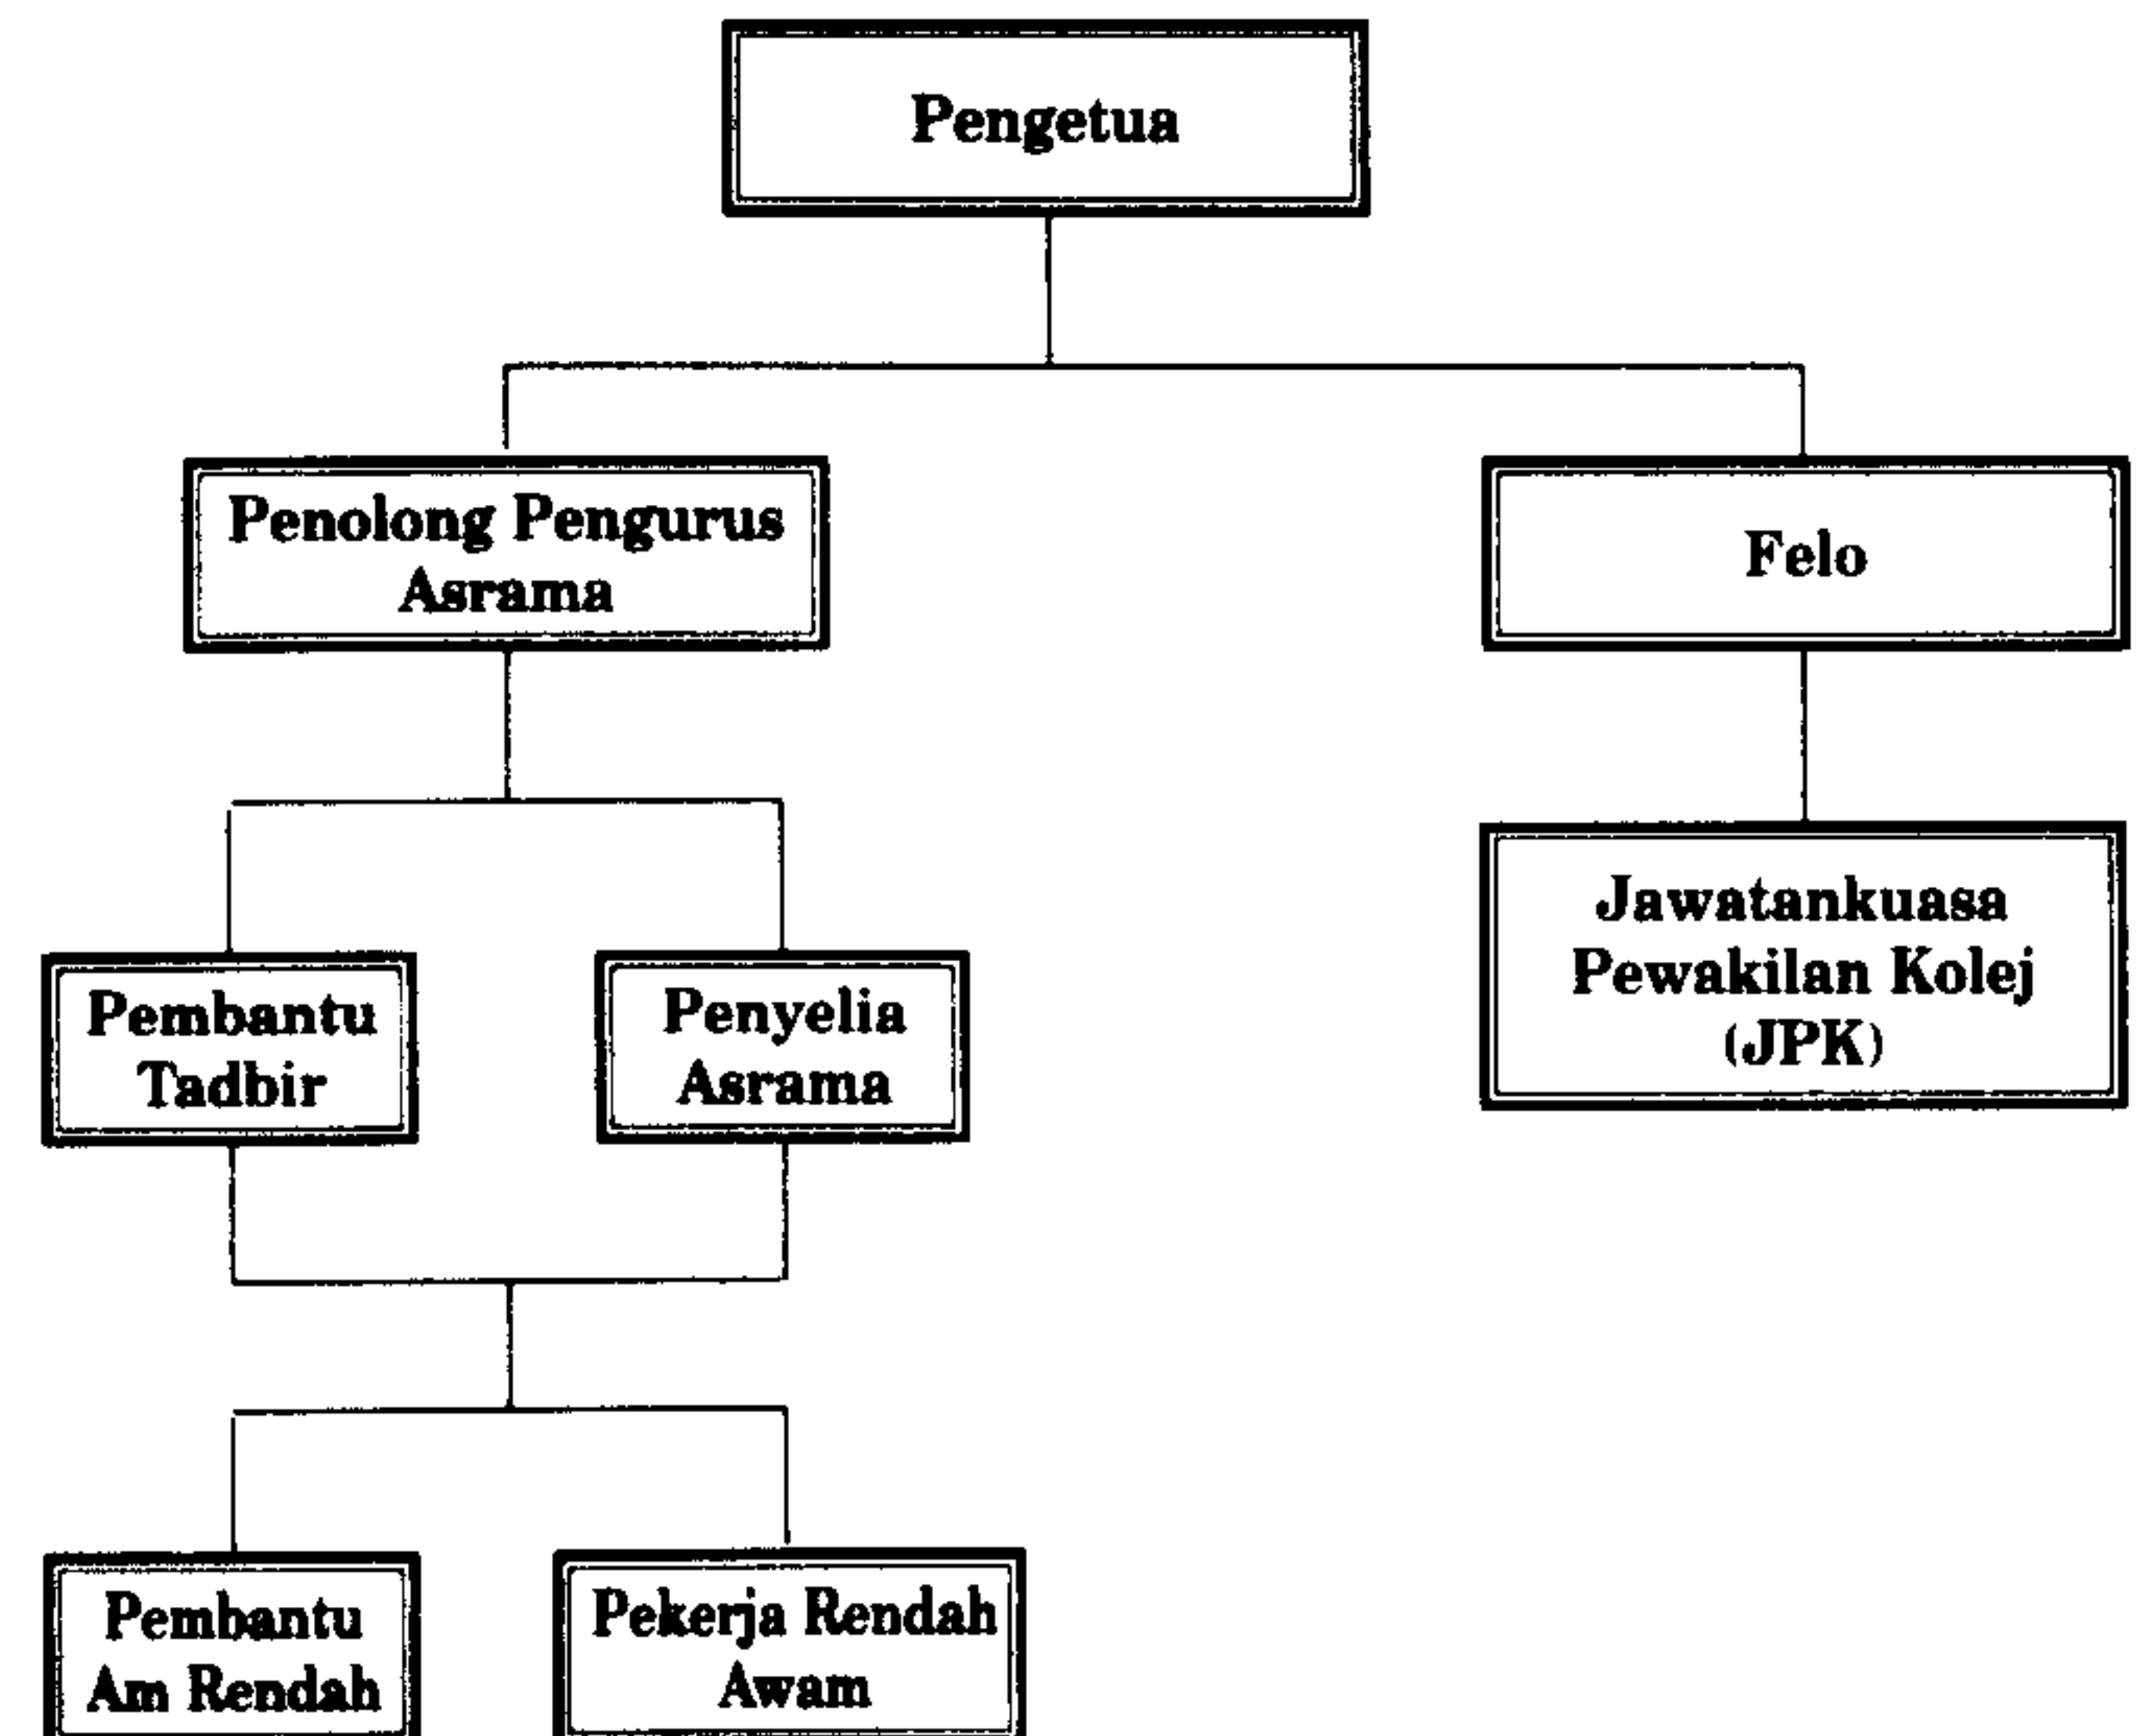 Pengetua
Penolong Pengurus
Asrama
Felo
Pembantu
Tadbir
Penyelia
Asrama
Jawatankuasa
Pewakilan Kolej
(JPK)
Pembantu
Am Rendah
Pekerja Rendah
Awam